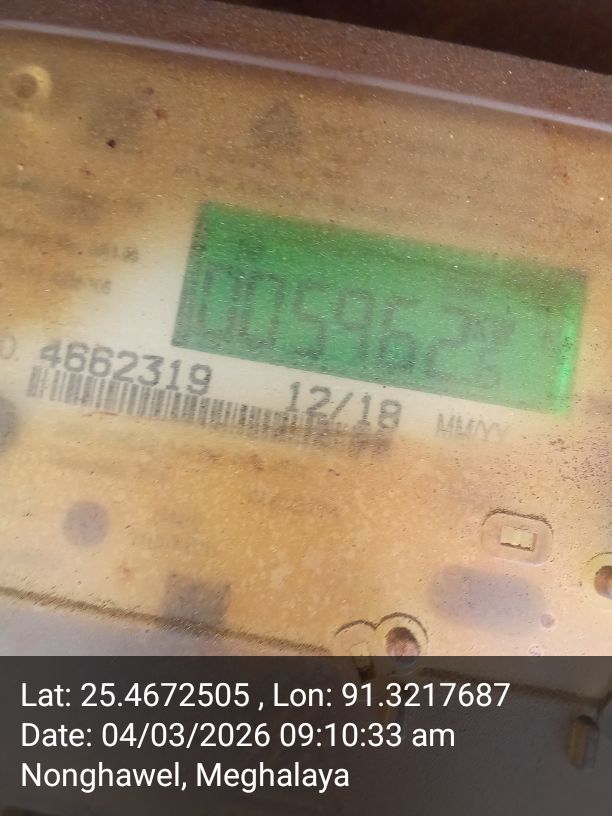 005962
4662319 12/18 MM/YY
Lat: 25.4672505 , Lon: 91.3217687
Date: 04/03/2026 09:10:33 am
Nonghawel, Meghalaya